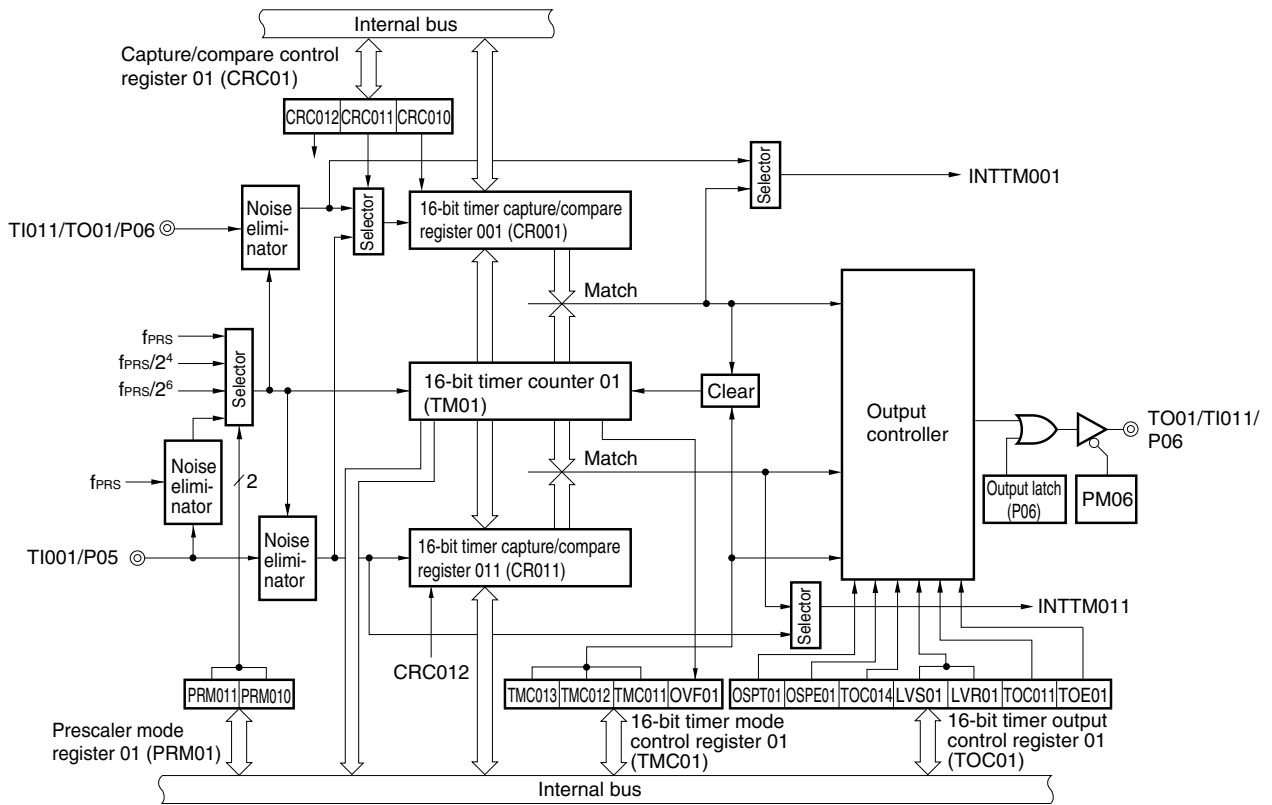 Internal bus
Capture/compare control
register 01 (CRC01)
CRC012 CRC011 CRC010
Selector
INTTM001
TI011/TO01/P06
Noise
elimi-
nator
Selector
16-bit timer capture/compare
register 001 (CR001)
Match
fPRS
fPRS/2⁴
fPRS/2⁶
Selector
16-bit timer counter 01
(TM01)
Clear
Output
controller
TO01/TI011/
P06
Output latch
(P06)
PM06
fPRS
Noise
elimi-
nator
2
Match
TI001/P05
Noise
elimi-
nator
16-bit timer capture/compare
register 011 (CR011)
Selector
INTTM011
CRC012
PRM011 PRM010
TMC013 TMC012 TMC011 OVF01
OSPT01 OSPE01 TOC014 LVS01 LVR01 TOC011 TOE01
Prescaler mode
register 01 (PRM01)
16-bit timer mode
control register 01
(TMC01)
16-bit timer output
control register 01
(TOC01)
Internal bus